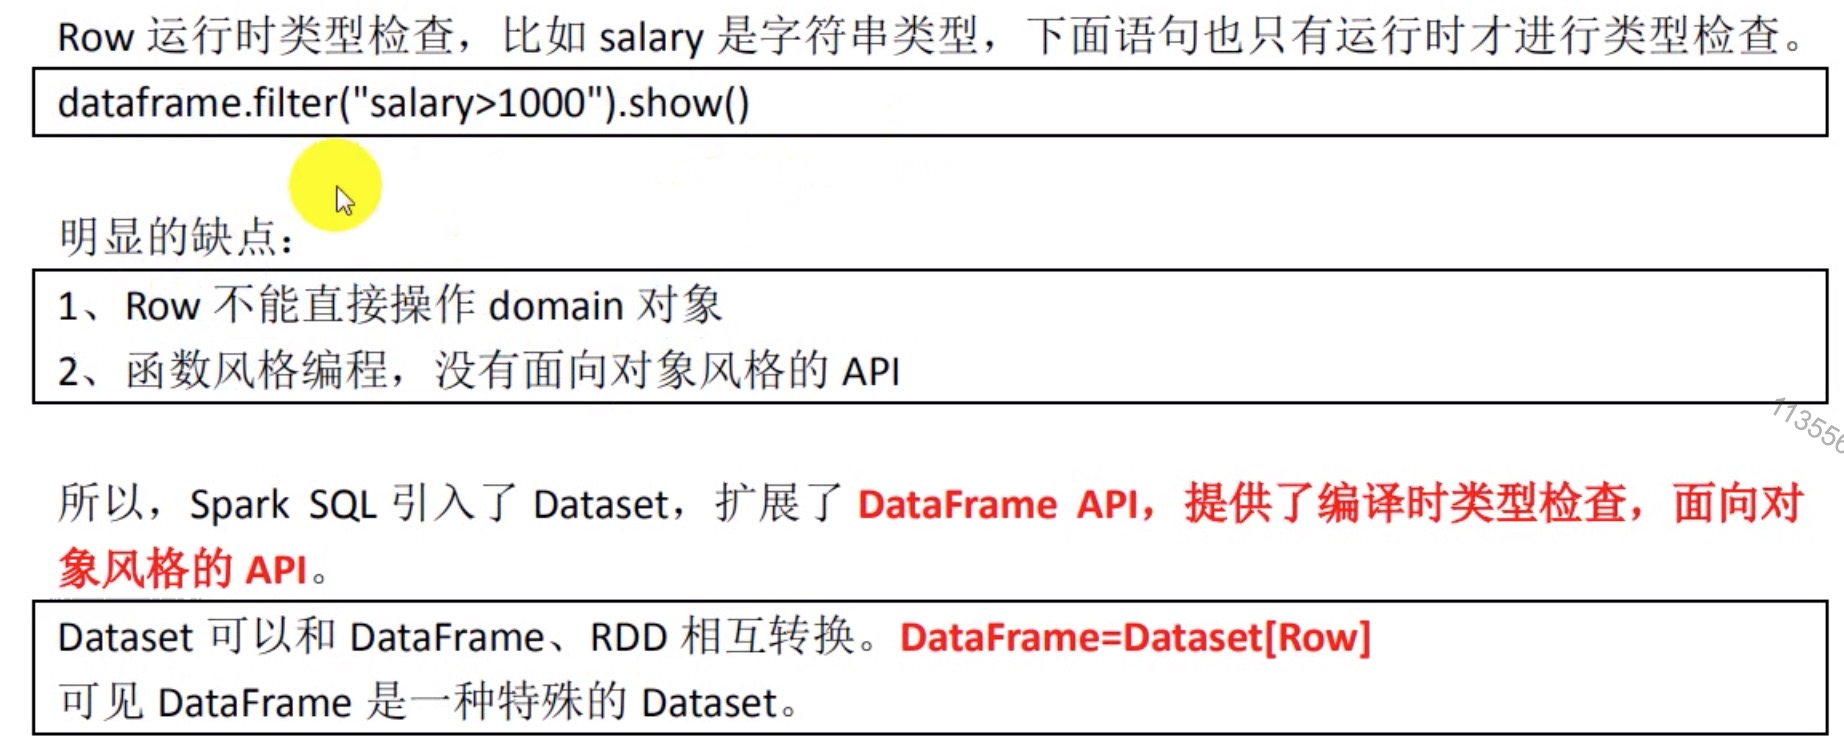 Row 运行时类型检查，比如 salary 是字符串类型，下面语句也只有运行时才进行类型检查。
dataframe.filter("salary>1000").show()
明显的缺点：
1、Row 不能直接操作 domain 对象
2、函数风格编程，没有面向对象风格的 API
113556
所以，Spark SQL 引入了 Dataset，扩展了 DataFrame API，提供了编译时类型检查，面向对
象风格的 API。
Dataset 可以和 DataFrame、RDD 相互转换。DataFrame=Dataset[Row]
可见 DataFrame 是一种特殊的 Dataset。